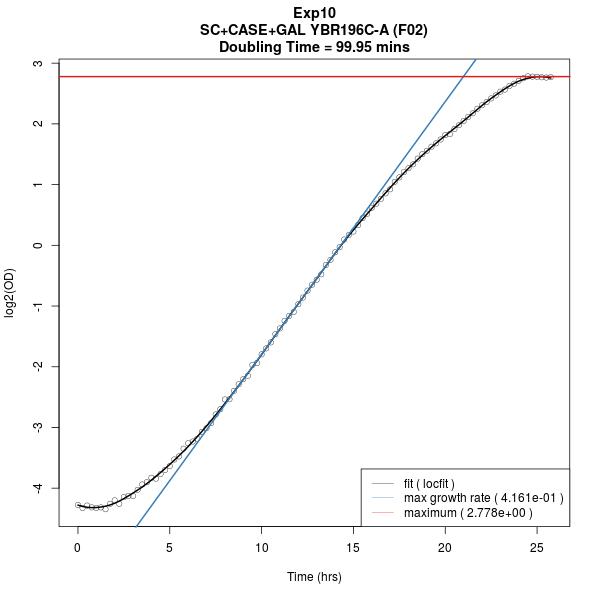 Exp10
SC+CASE+GAL YBR196C-A (F02)
Doubling Time = 99.95 mins
log2(OD)
3
2
1
0
-1
-2
-3
-4
fit ( locfit )
max growth rate ( 4.161e-01 )
maximum ( 2.778e+00 )
0 5 10 15 20 25
Time (hrs)